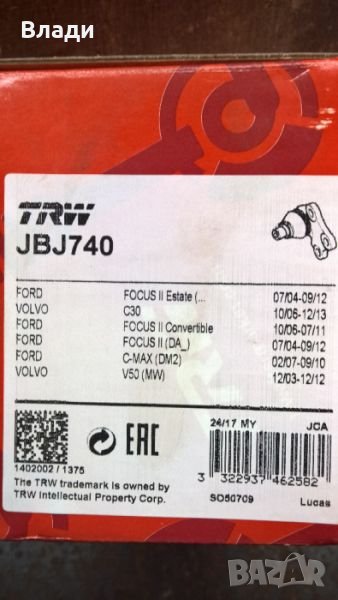 Влади
TRW
JBJ740
FORD FOCUS II Estate (... 07/04-09/12
VOLVO C30 10/06-12/13
FORD FOCUS II Convertible 10/06-07/11
FORD FOCUS II (DA_) 07/04-09/12
FORD C-MAX (DM2) 02/07-09/10
VOLVO V50 (MW) 12/03-12/12
EAC
24/17 MY JCA
1402002 / 1375
3 322937 462582
The TRW trademark is owned by
TRW Intellectual Property Corp.
SO50709 Lucas
BAZAR